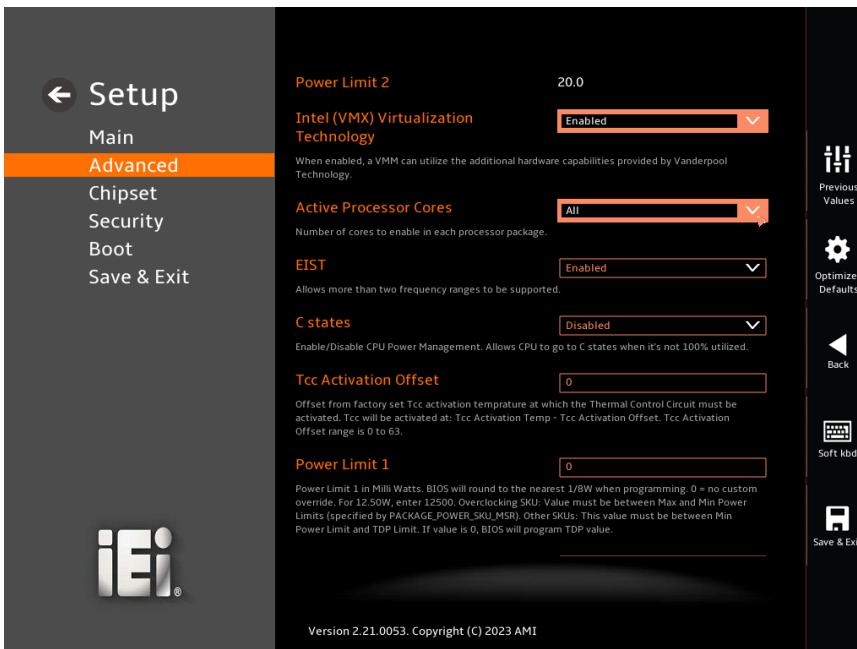 Setup
Main
Advanced
Chipset
Security
Boot
Save & Exit
iEi®
Power Limit 2 20.0
Intel (VMX) Virtualization
Technology
Enabled
When enabled, a VMM can utilize the additional hardware capabilities provided by Vanderpool
Technology.
Active Processor Cores All
Number of cores to enable in each processor package.
EIST Enabled
Allows more than two frequency ranges to be supported.
C states Disabled
Enable/Disable CPU Power Management. Allows CPU to go to C states when it's not 100% utilized.
Tcc Activation Offset 0
Offset from factory set Tcc activation temprature at which the Thermal Control Circuit must be
activated. Tcc will be activated at: Tcc Activation Temp - Tcc Activation Offset. Tcc Activation
Offset range is 0 to 63.
Power Limit 1 0
Power Limit 1 in Milli Watts. BIOS will round to the nearest 1/8W when programming. 0 = no custom
override. For 12.50W, enter 12500. Overclocking SKU: Value must be between Max and Min Power
Limits (specified by PACKAGE_POWER_SKU_MSR). Other SKUs: This value must be between Min
Power Limit and TDP Limit. If value is 0, BIOS will program TDP value.
Version 2.21.0053. Copyright (C) 2023 AMI
Previous
Values
Optimize
Defaults
Back
Soft kbd
Save & Exi